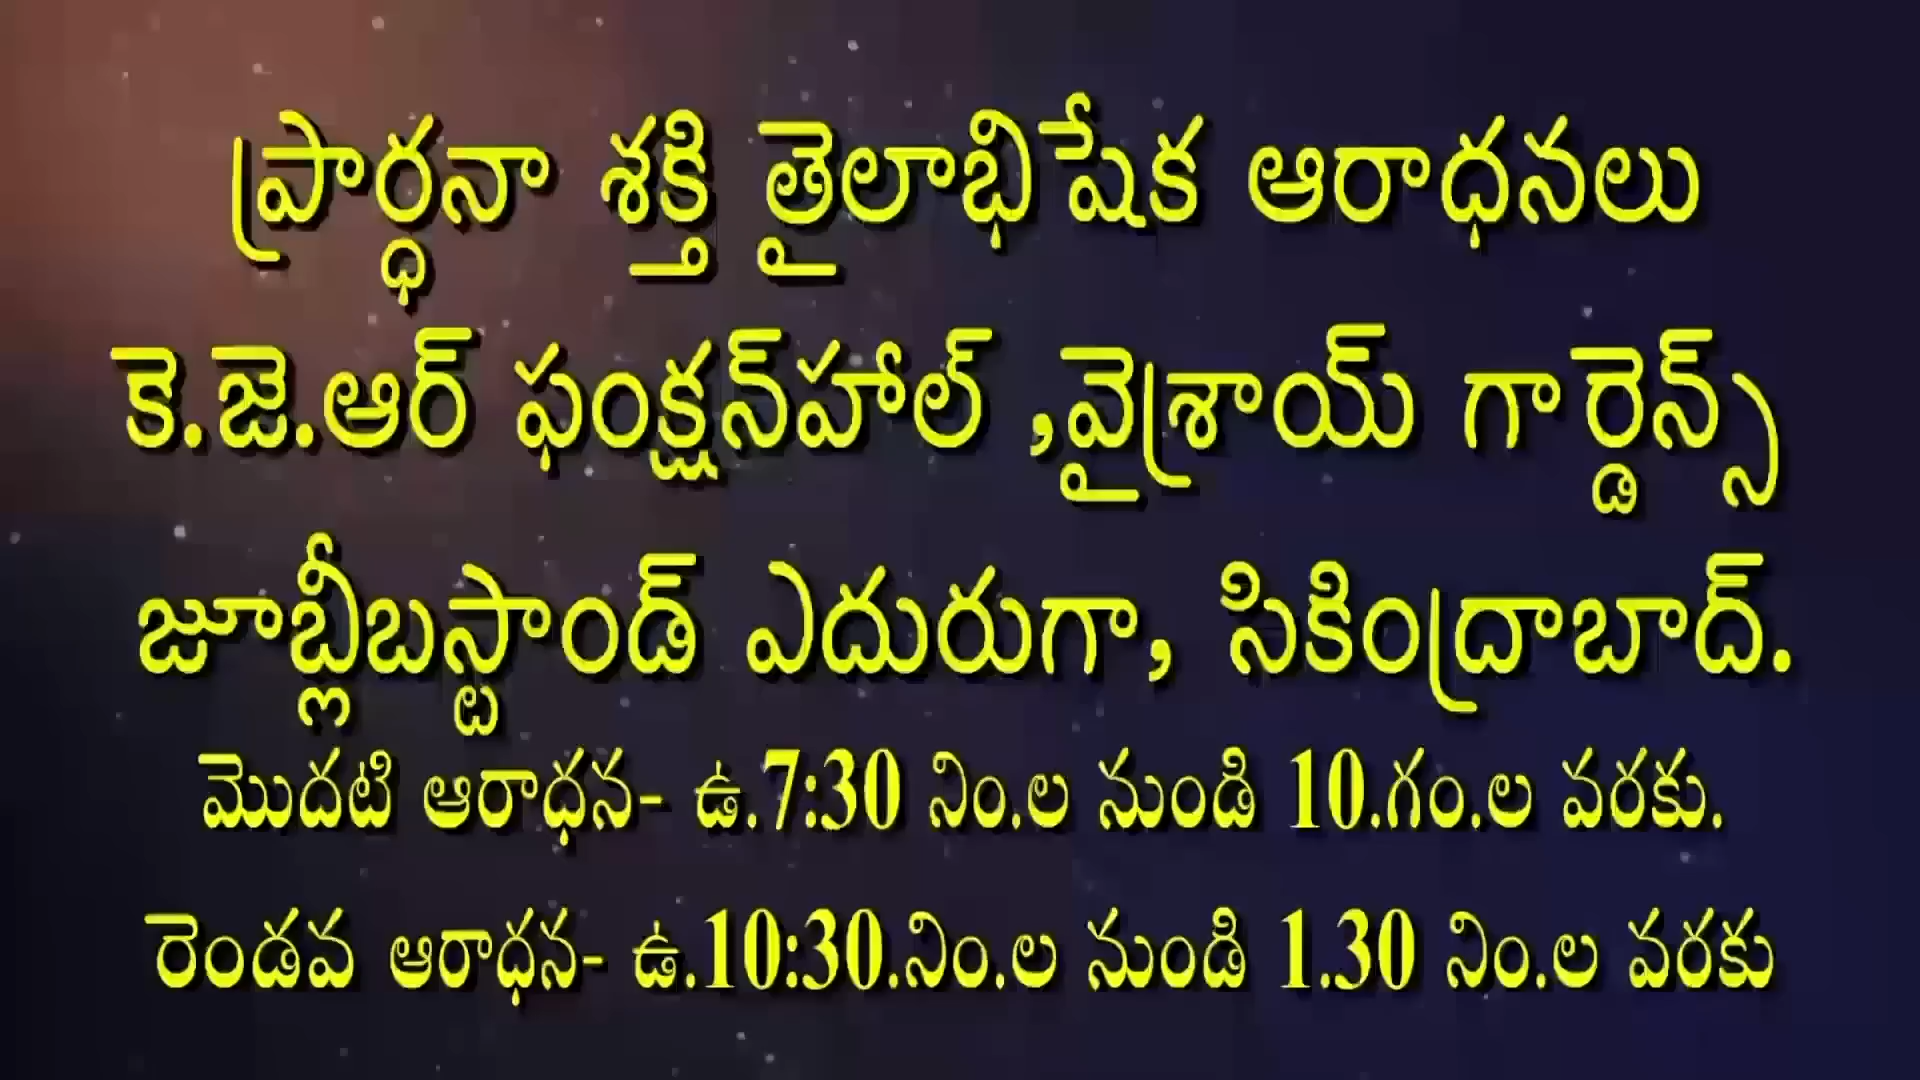 ప్రార్ధనా శక్తి తైలాభిషేక ఆరాధనలు
కె.జె.ఆర్ ఫంక్షన్‌హాల్ ,వైశ్రాయ్ గార్డెన్స్
జూబ్లీబస్టాండ్ ఎదురుగా, సికింద్రాబాద్.
మొదటి ఆరాధన- ఉ.7:30 నిం.ల నుండి 10.గం.ల వరకు.
రెండవ ఆరాధన- ఉ.10:30.నిం.ల నుండి 1.30 నిం.ల వరకు